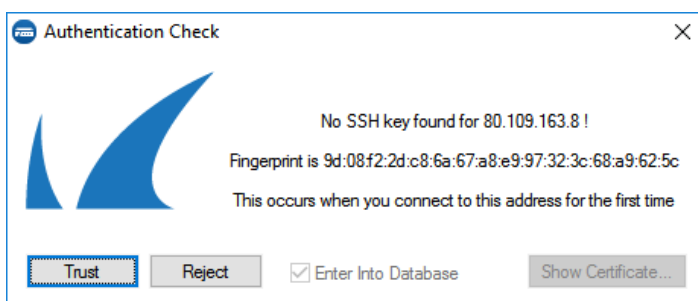 Authentication Check
No SSH key found for 80.109.163.8 !
Fingerprint is 9d:08:f2:2d:c8:6a:67:a8:e9:97:32:3c:68:a9:62:5c
This occurs when you connect to this address for the first time
Trust
Reject
Enter Into Database
Show Certificate...